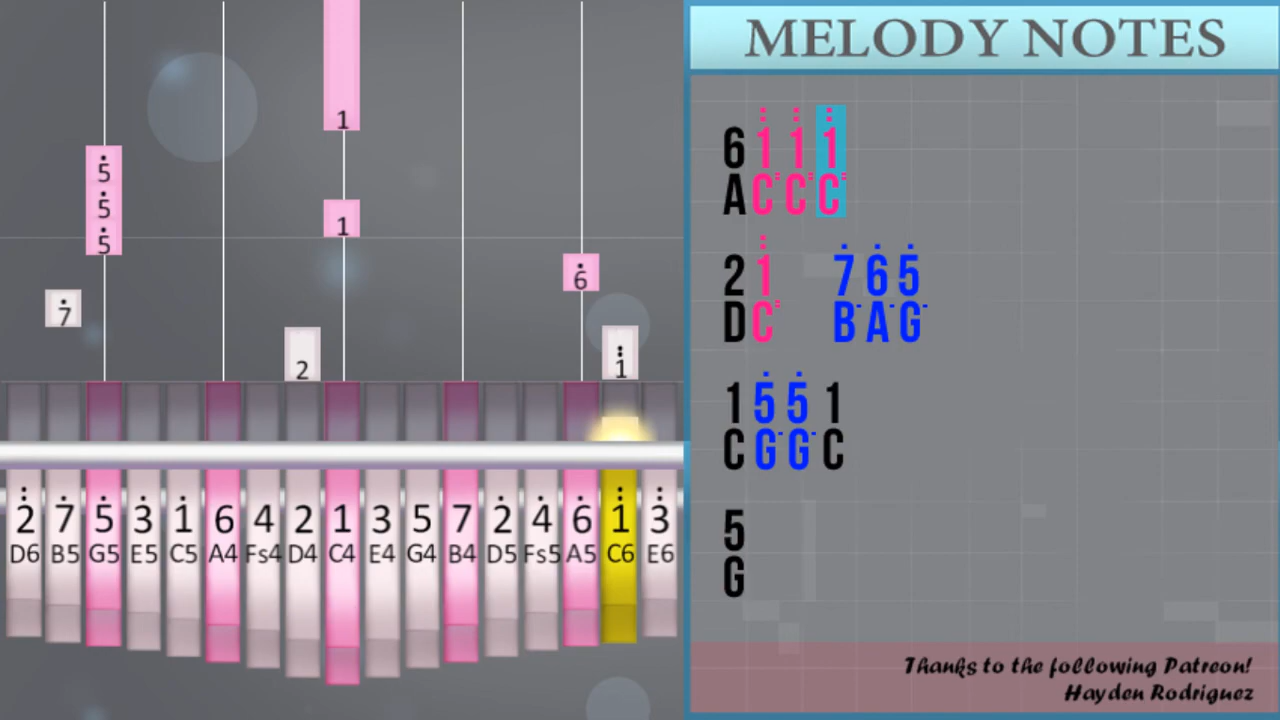 MELODY NOTES
1
5̇
5̇
1
5̇
6̇
7̇
2 1̈
6 1̈ 1̈ 1̈
A C°° C°° C°°
2 1̈ 7̇ 6̇ 5̇
D C°° B° A° G°
1 5̇ 5̇ 1
C G° G° C
5
G
2̈ 7̇ 5̇ 3̇ 1̇ 6 4 2 1 3 5 7 2̇ 4̇ 6̇ 1̈ 3̈
D6 B5 G5 E5 C5 A4 Fs4 D4 C4 E4 G4 B4 D5 Fs5 A5 C6 E6
Thanks to the following Patreon!
Hayden Rodriguez